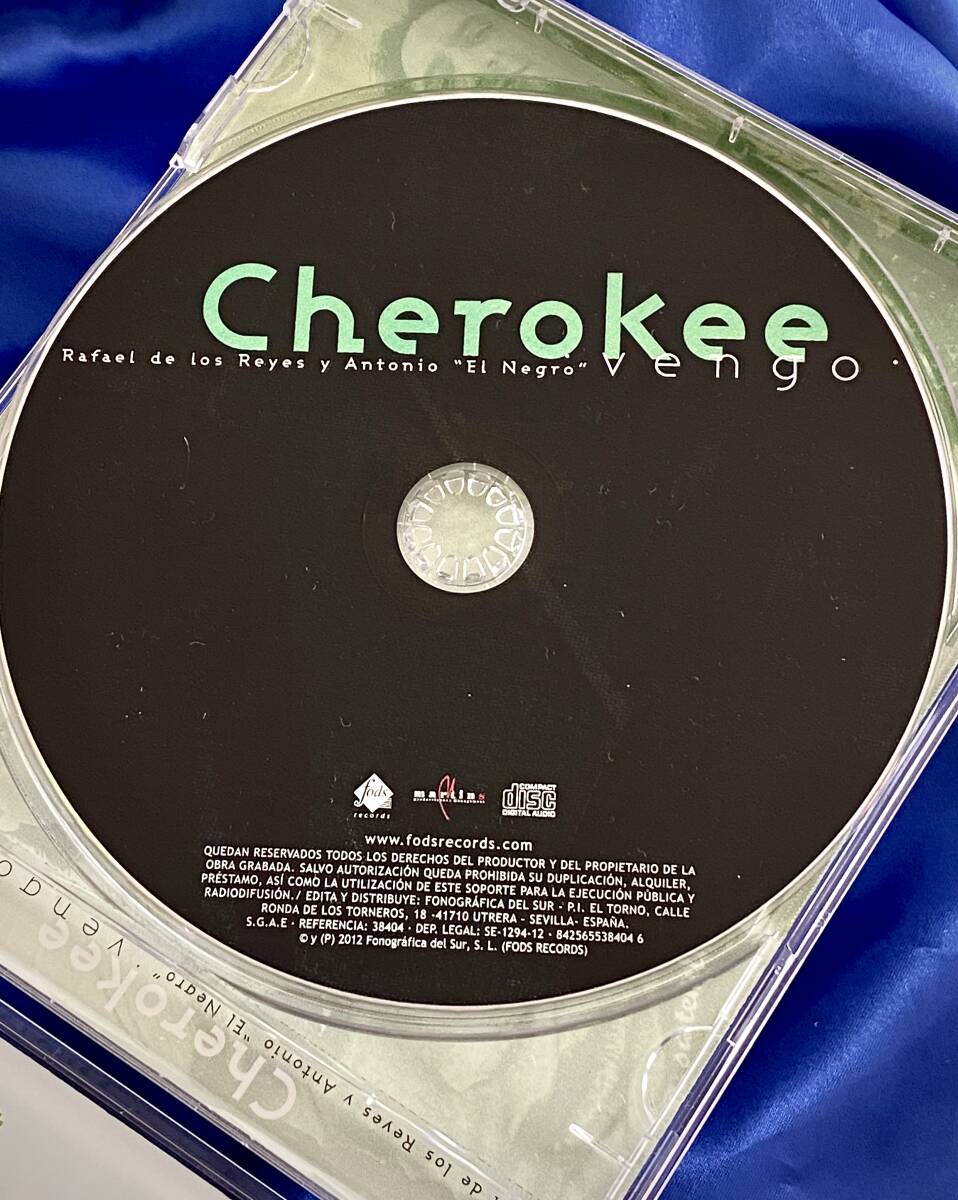 Cherokee
Rafael de los Reyes y Antonio "El Negro" vengo ·
fods
records
martins
COMPACT
disc
DIGITAL AUDIO
www.fodsrecords.com
QUEDAN RESERVADOS TODOS LOS DERECHOS DEL PRODUCTOR Y DEL PROPIETARIO DE LA
OBRA GRABADA. SALVO AUTORIZACIÓN QUEDA PROHIBIDA SU DUPLICACIÓN, ALQUILER,
PRÉSTAMO, ASÍ COMO LA UTILIZACIÓN DE ESTE SOPORTE PARA LA EJECUCIÓN PÚBLICA Y
RADIODIFUSIÓN./ EDITA Y DISTRIBUYE: FONOGRÁFICA DEL SUR - P.I. EL TORNO, CALLE
RONDA DE LOS TORNEROS, 18 -41710 UTRERA - SEVILLA- ESPAÑA.
S.G.A.E · REFERENCIA: 38404 · DEP. LEGAL: SE-1294-12 · 842565538404 6
© y (P) 2012 Fonográfica del Sur, S. L. (FODS RECORDS)
Cherokee
de los Reyes y Antonio "El Negro" · vengo